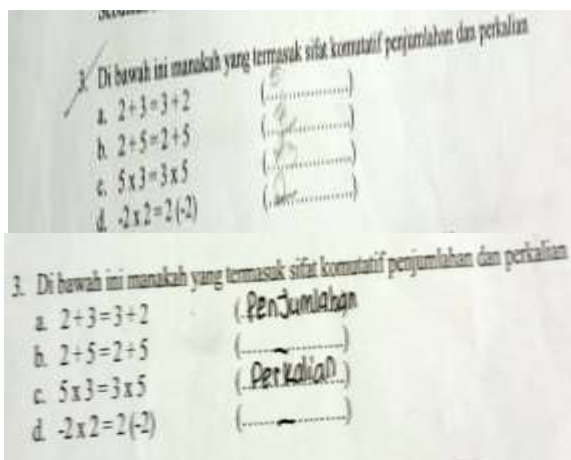 3. Di bawah ini manakah yang termasuk sifat komutatif penjumlahan dan perkalian
a. 2+3=3+2 (....................)
b. 2+5=2+5 (....................)
c. 5x3=3x5 (....................)
d. -2x2=2(-2) (....................)
3. Di bawah ini manakah yang termasuk sifat komutatif penjumlahan dan perkalian
a. 2+3=3+2 (.Penjumlahan
b. 2+5=2+5 (.........-.........)
c. 5x3=3x5 (..Perkalian..)
d. -2x2=2(-2) (.........-.........)